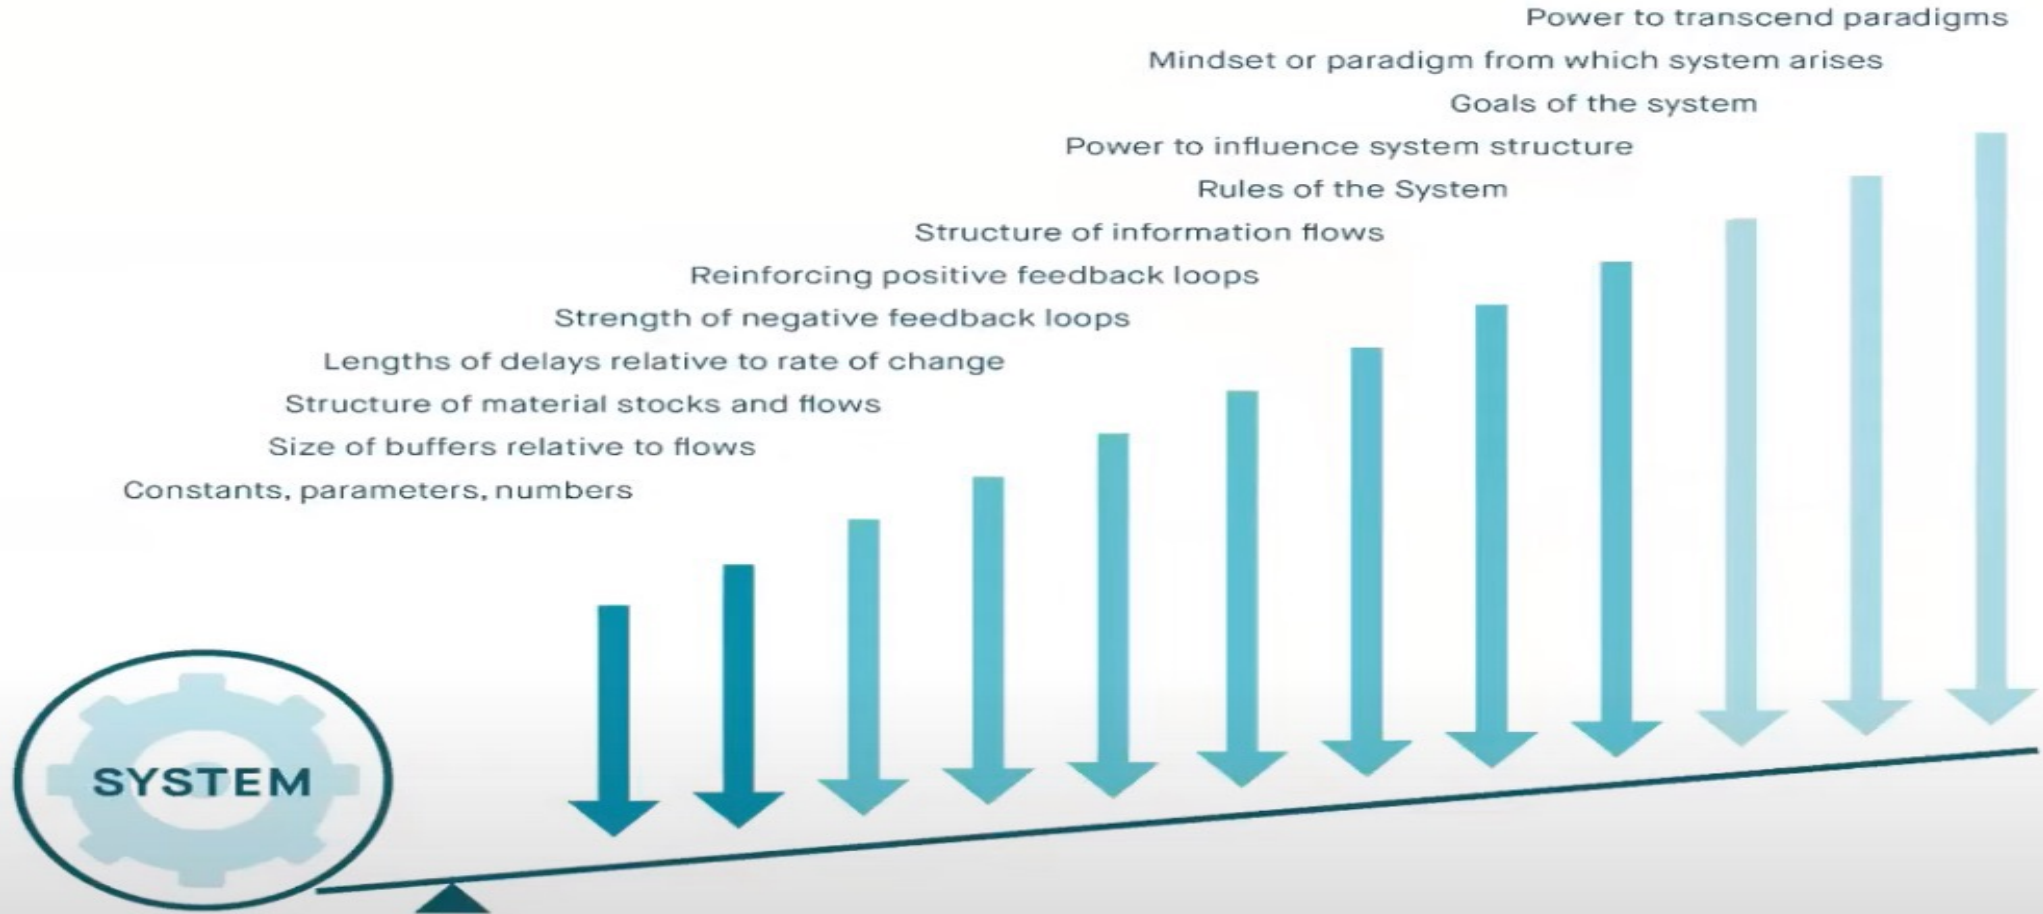 Power to transcend paradigms
Mindset or paradigm from which system arises
Goals of the system
Power to influence system structure
Rules of the System
Structure of information flows
Reinforcing positive feedback loops
Strength of negative feedback loops
Lengths of delays relative to rate of change
Structure of material stocks and flows
Size of buffers relative to flows
Constants, parameters, numbers
SYSTEM